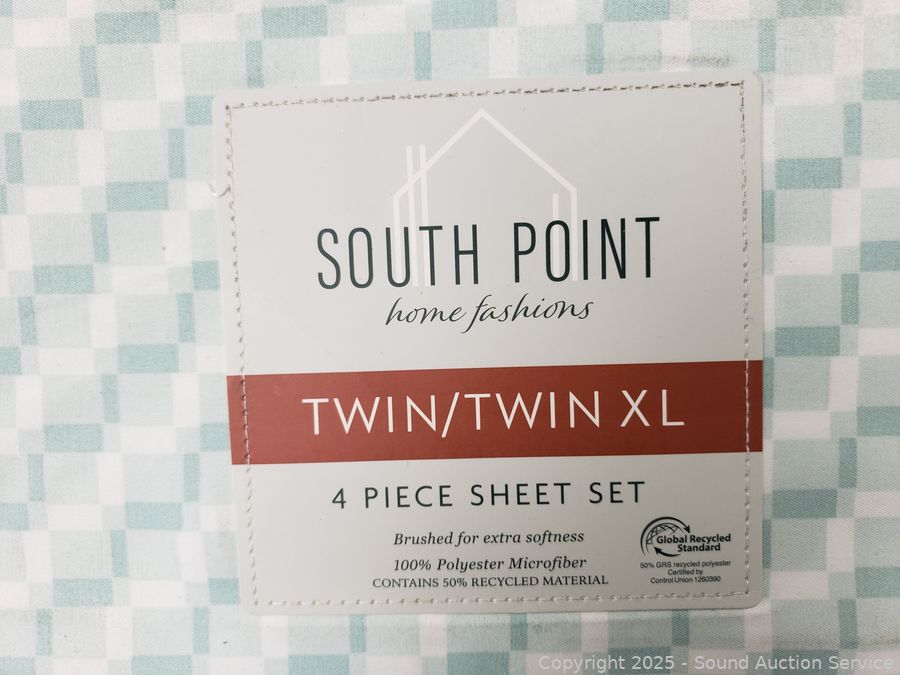 SOUTH POINT
home fashions
TWIN/TWIN XL
4 PIECE SHEET SET
Brushed for extra softness
100% Polyester Microfiber
CONTAINS 50% RECYCLED MATERIAL
Global Recycled
Standard
50% GRS recycled polyester
Certified by
Control Union 1260390
Copyright 2025 - Sound Auction Service